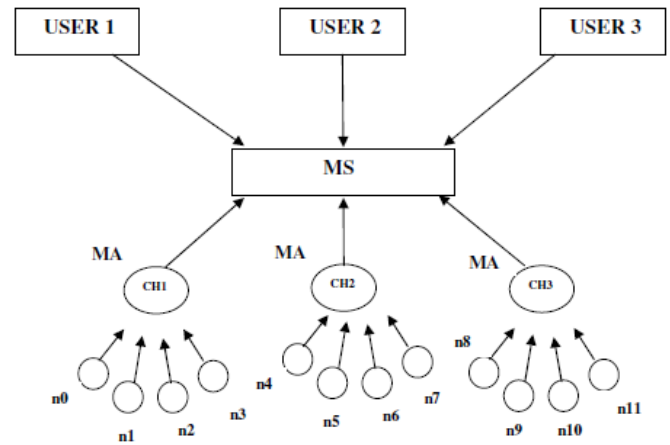 USER 1
USER 2
USER 3
MS
MA
MA
MA
CH1
CH2
CH3
n0
n1
n2
n3
n4
n5
n6
n7
n8
n9
n10
n11